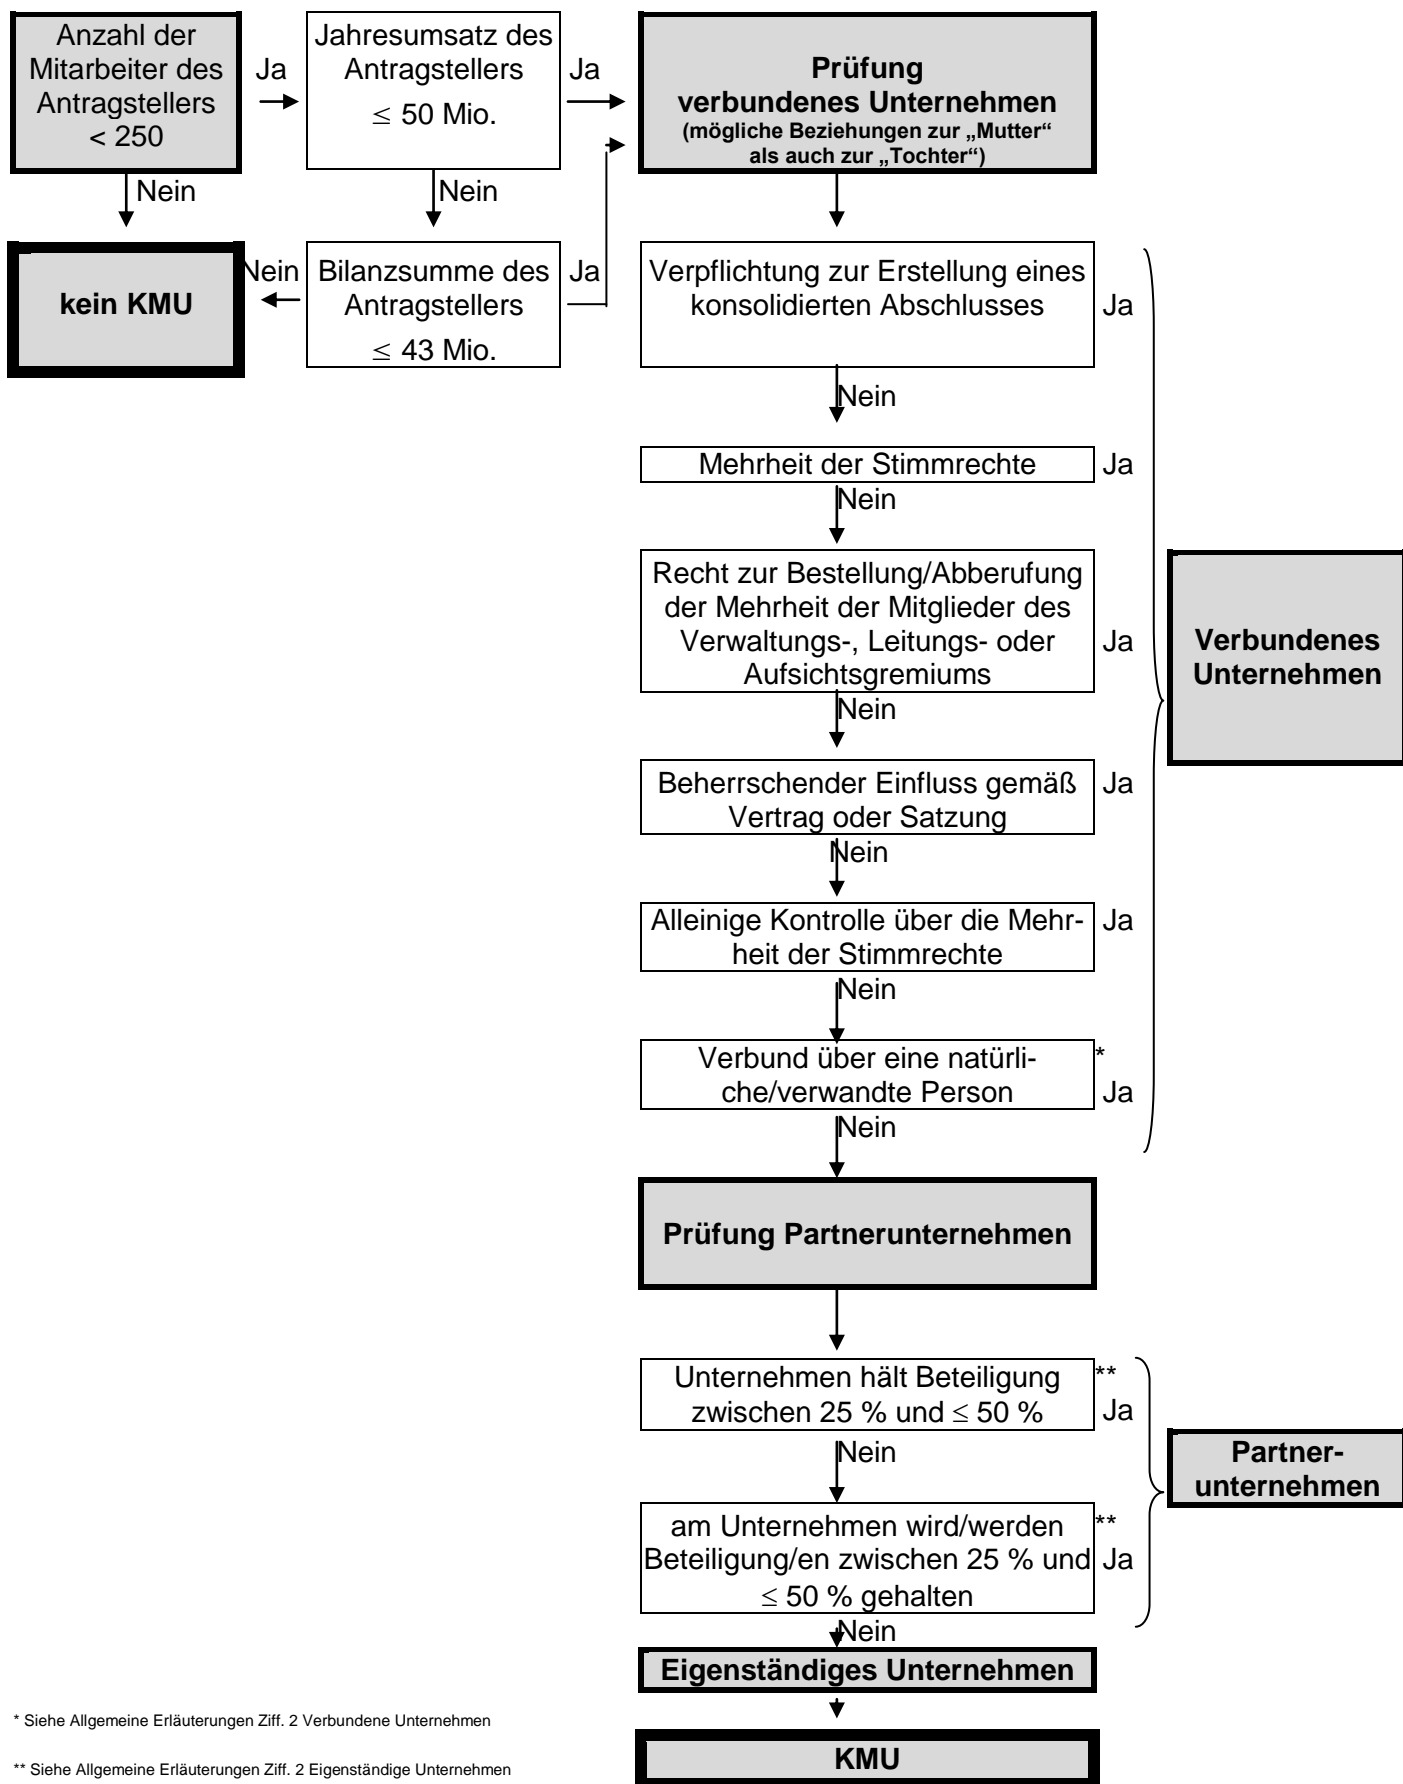 Anzahl der
Mitarbeiter des
Antragstellers
< 250
Ja
Jahresumsatz des
Antragstellers
≤ 50 Mio.
Ja
Prüfung
verbundenes Unternehmen
(mögliche Beziehungen zur „Mutter“
als auch zur „Tochter“)
Nein
Nein
kein KMU
Nein
Bilanzsumme des
Antragstellers
≤ 43 Mio.
Ja
Verpflichtung zur Erstellung eines
konsolidierten Abschlusses
Ja
Nein
Mehrheit der Stimmrechte
Ja
Nein
Recht zur Bestellung/Abberufung
der Mehrheit der Mitglieder des
Verwaltungs-, Leitungs- oder
Aufsichtsgremiums
Ja
Verbundenes
Unternehmen
Nein
Beherrschender Einfluss gemäß
Vertrag oder Satzung
Ja
Nein
Alleinige Kontrolle über die Mehr-
heit der Stimmrechte
Ja
Nein
Verbund über eine natürli-
che/verwandte Person
*
Ja
Nein
Prüfung Partnerunternehmen
Unternehmen hält Beteiligung
zwischen 25 % und ≤ 50 %
**
Ja
Nein
Partner-
unternehmen
am Unternehmen wird/werden
Beteiligung/en zwischen 25 % und
≤ 50 % gehalten
**
Ja
Nein
Eigenständiges Unternehmen
KMU
* Siehe Allgemeine Erläuterungen Ziff. 2 Verbundene Unternehmen
** Siehe Allgemeine Erläuterungen Ziff. 2 Eigenständige Unternehmen